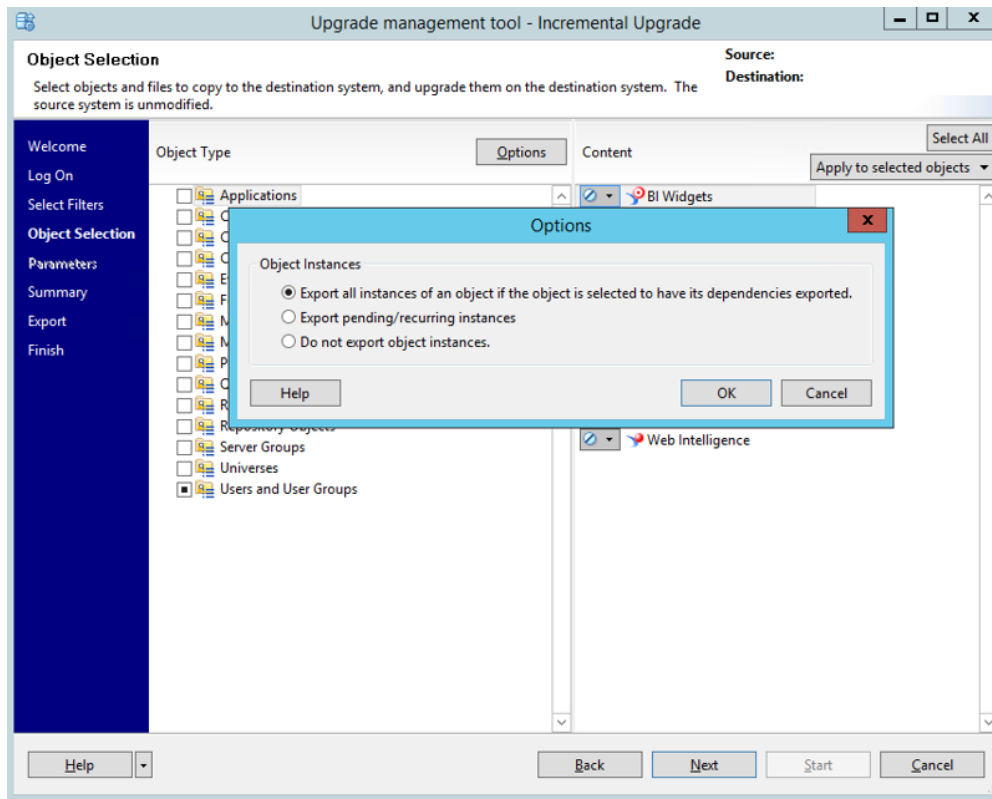 Upgrade management tool - Incremental Upgrade
x
Object Selection
Select objects and files to copy to the destination system, and upgrade them on the destination system. The
source system is unmodified.
Source:
Destination:
Welcome
Log On
Select Filters
Object Selection
Parameters
Summary
Export
Finish
Object Type
Options
Content
Select All
Apply to selected objects
Applications
BI Widgets
C
C
C
E
F
M
M
P
Q
R
Repository Objects
Server Groups
Universes
Users and User Groups
Web Intelligence
Options
x
Object Instances
Export all instances of an object if the object is selected to have its dependencies exported.
Export pending/recurring instances
Do not export object instances.
Help
OK
Cancel
Help
Back
Next
Start
Cancel